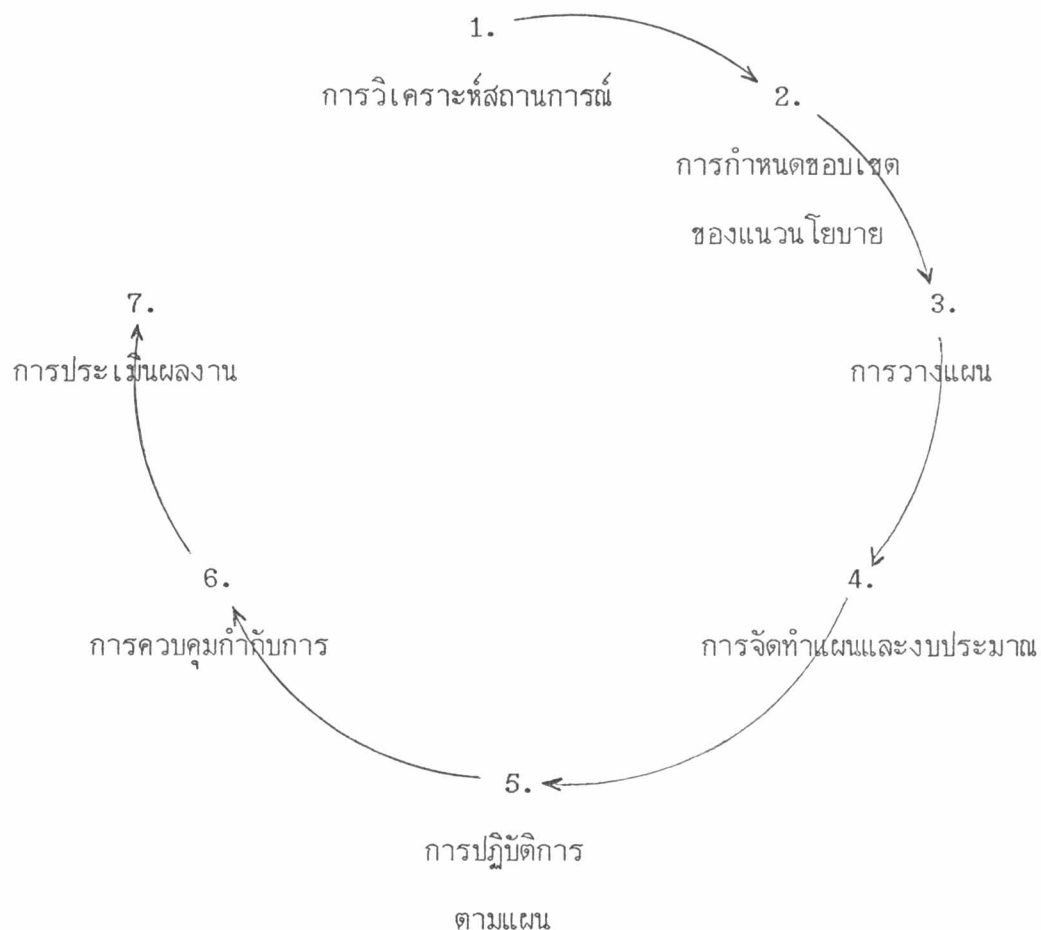 1.
การวิเคราะห์สถานการณ์
2.
การกำหนดขอบเขต
ของแนวนโยบาย
3.
การวางแผน
4.
การจัดทำแผนและงบประมาณ
5.
การปฏิบัติการ
ตามแผน
6.
การควบคุมกำกับการ
7.
การประเมินผลงาน